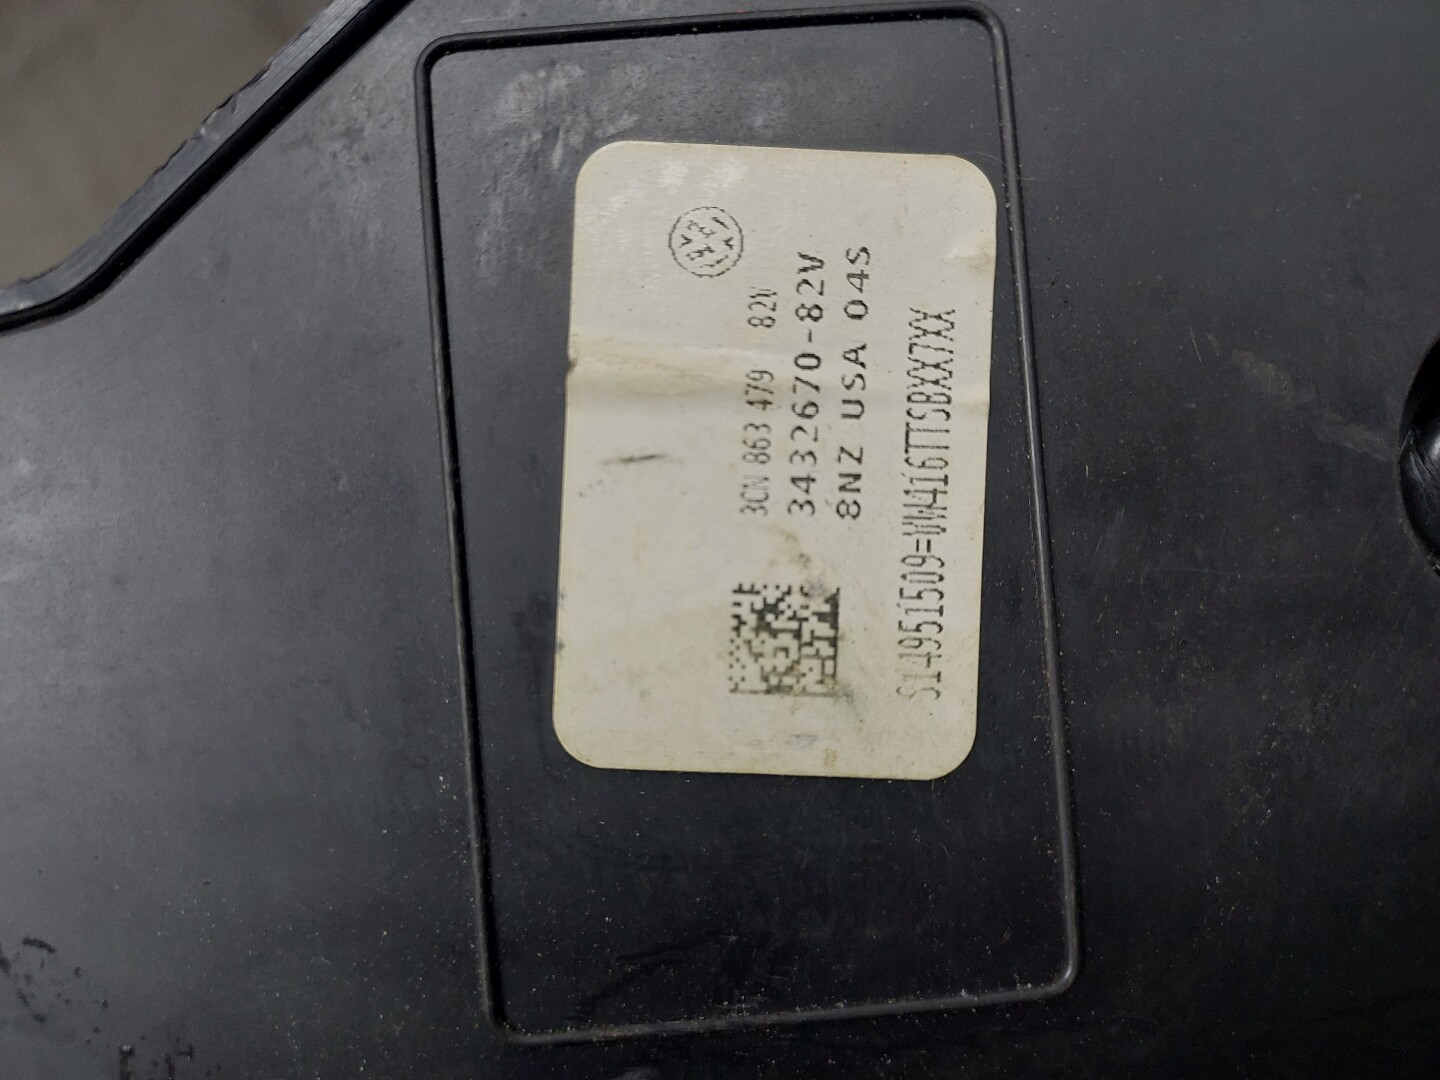 3CN 863 479 82V
3432670-82V
8NZ USA 04S
S14951509=VW416TTSBXX7XX